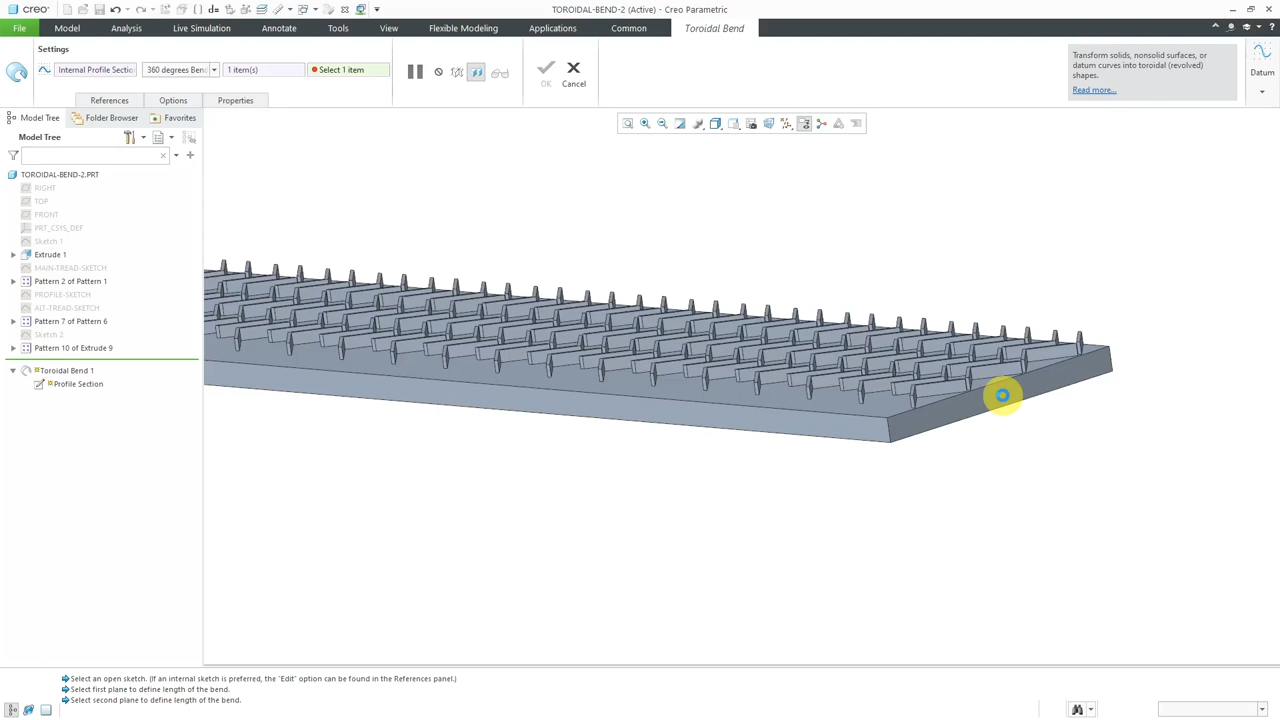 creo
TOROIDAL-BEND-2 (Active) - Creo Parametric
File Model Analysis Live Simulation Annotate Tools View Flexible Modeling Applications Common Toroidal Bend
Settings
Internal Profile Sectio 360 degrees Bend 1 item(s) Select 1 item
OK Cancel
References Options Properties
Transform solids, nonsolid surfaces, or
datum curves into toroidal (revolved)
shapes.
Read more...
Datum
Model Tree Folder Browser Favorites
Model Tree
TOROIDAL-BEND-2.PRT
RIGHT
TOP
FRONT
PRT_CSYS_DEF
Sketch 1
Extrude 1
MAIN-TREAD-SKETCH
Pattern 2 of Pattern 1
PROFILE-SKETCH
ALT-TREAD-SKETCH
Pattern 7 of Pattern 6
Sketch 2
Pattern 10 of Extrude 9
Toroidal Bend 1
Profile Section
Select an open sketch. (If an internal sketch is preferred, the 'Edit' option can be found in the References panel.)
Select first plane to define length of the bend.
Select second plane to define length of the bend.